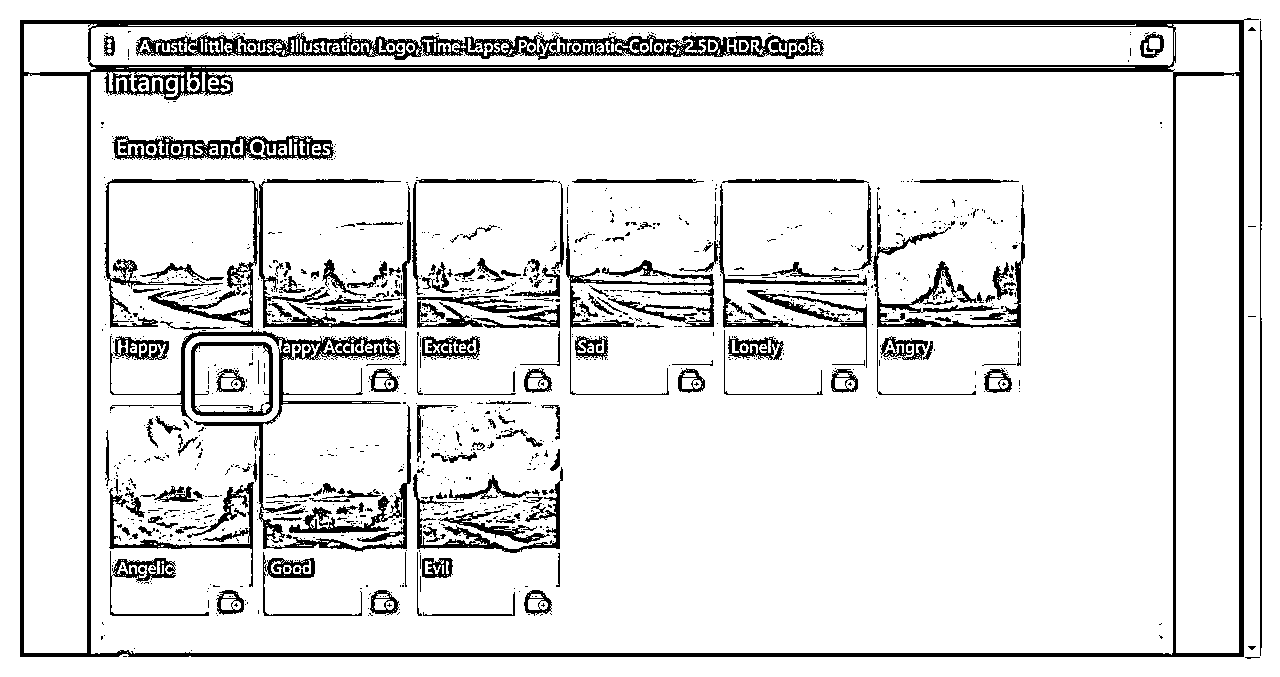 A rustic little house, Illustration, Logo, Time-Lapse, Polychromatic-Colors, 2.5D, HDR, Cupola
Intangibles
Emotions and Qualities
Happy
Happy Accidents
Excited
Sad
Lonely
Angry
Angelic
Good
Evil